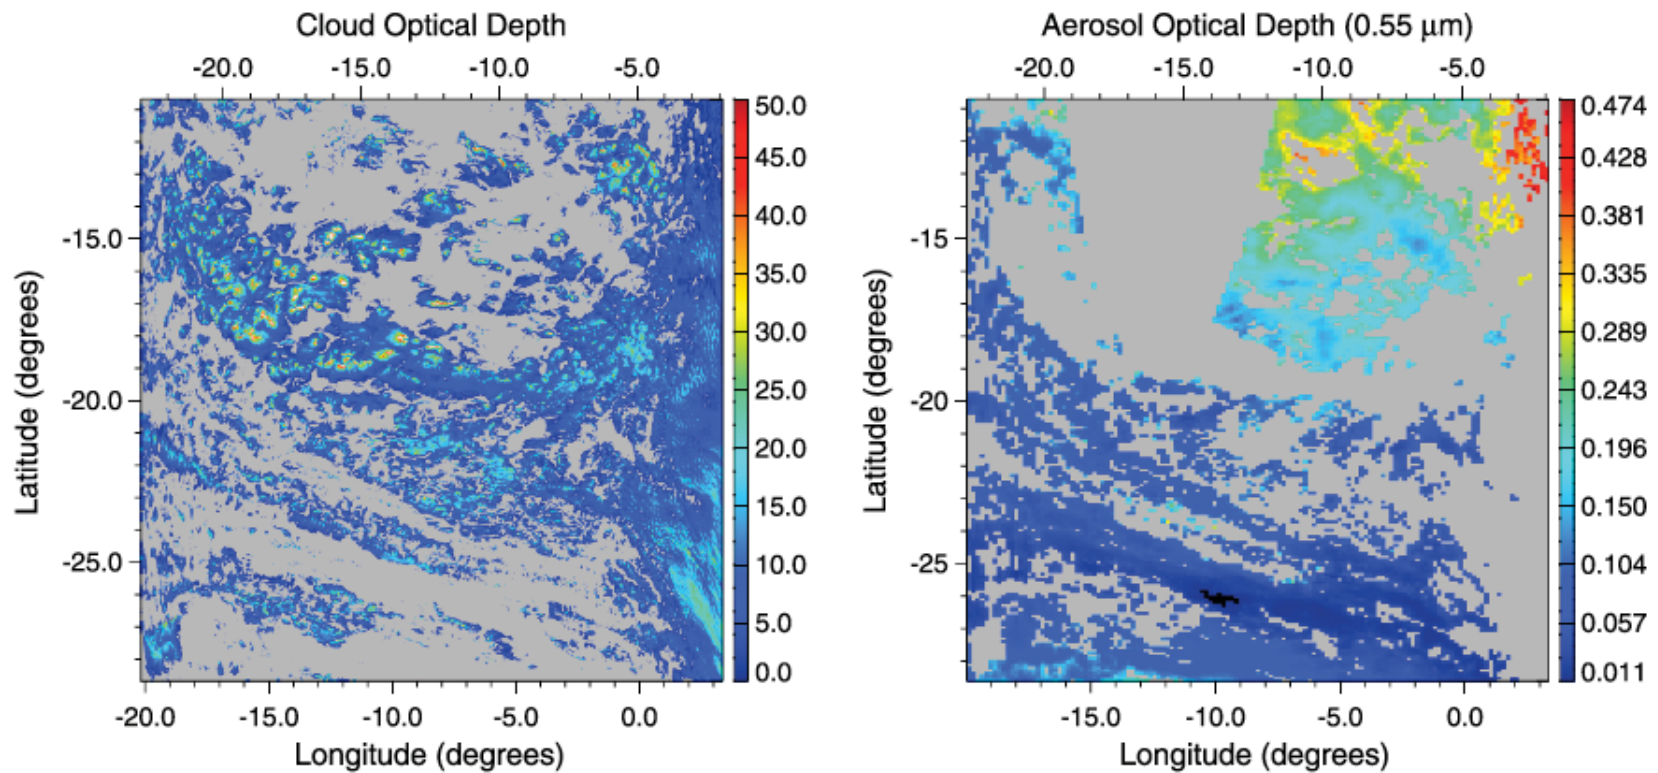 Cloud Optical Depth
-20.0 -15.0 -10.0 -5.0
50.0
45.0
40.0
35.0
30.0
25.0
20.0
15.0
10.0
5.0
0.0
-15.0
-20.0
-25.0
Latitude (degrees)
-20.0 -15.0 -10.0 -5.0 0.0
Longitude (degrees)
Aerosol Optical Depth (0.55 μm)
-20.0 -15.0 -10.0 -5.0
0.474
0.428
0.381
0.335
0.289
0.243
0.196
0.150
0.104
0.057
0.011
-15
-20
-25
Latitude (degrees)
-15.0 -10.0 -5.0 0.0
Longitude (degrees)